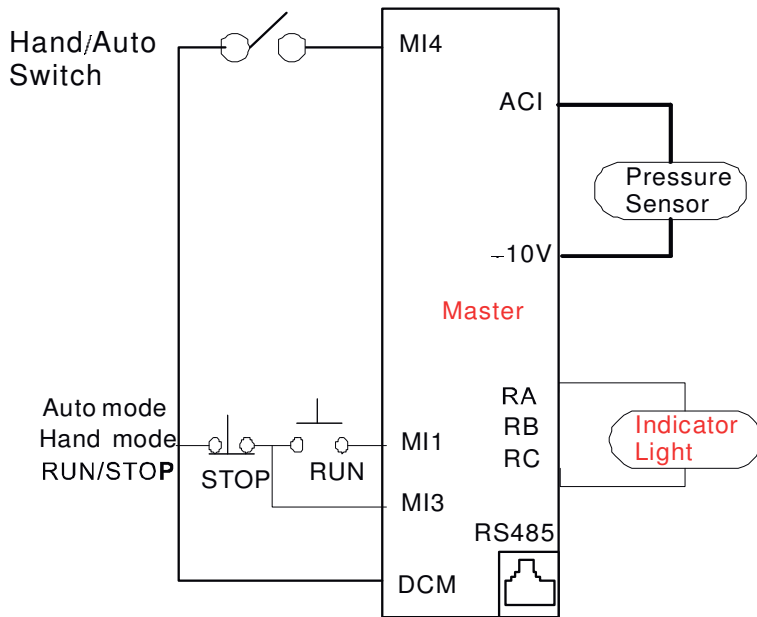 Hand/Auto
Switch
MI4
ACI
Pressure
Sensor
-10V
Master
Auto mode
Hand mode
RUN/STOP
STOP
RUN
MI1
MI3
RA
RB
RC
Indicator
Light
RS485
DCM